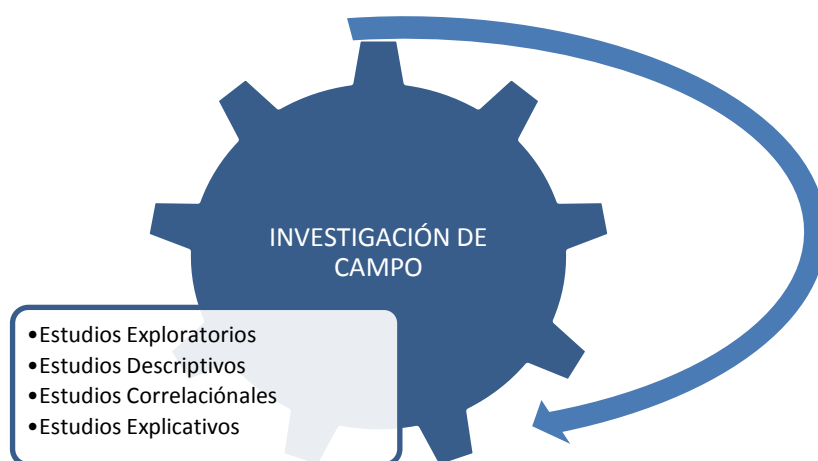 INVESTIGACIÓN DE
CAMPO
•Estudios Exploratorios
•Estudios Descriptivos
•Estudios Correlaciónales
•Estudios Explicativos